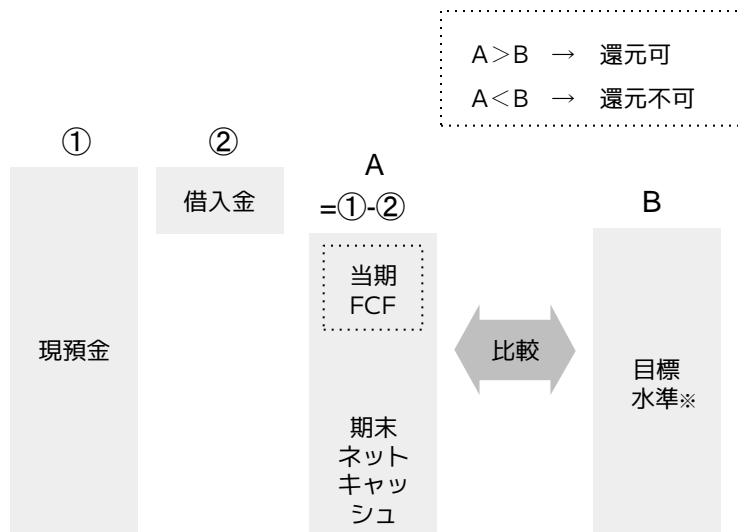 A＞B → 還元可
A＜B → 還元不可
①
②
A
=①-②
B
現預金
借入金
当期
FCF
期末
ネット
キャッ
シュ
比較
目標
水準※